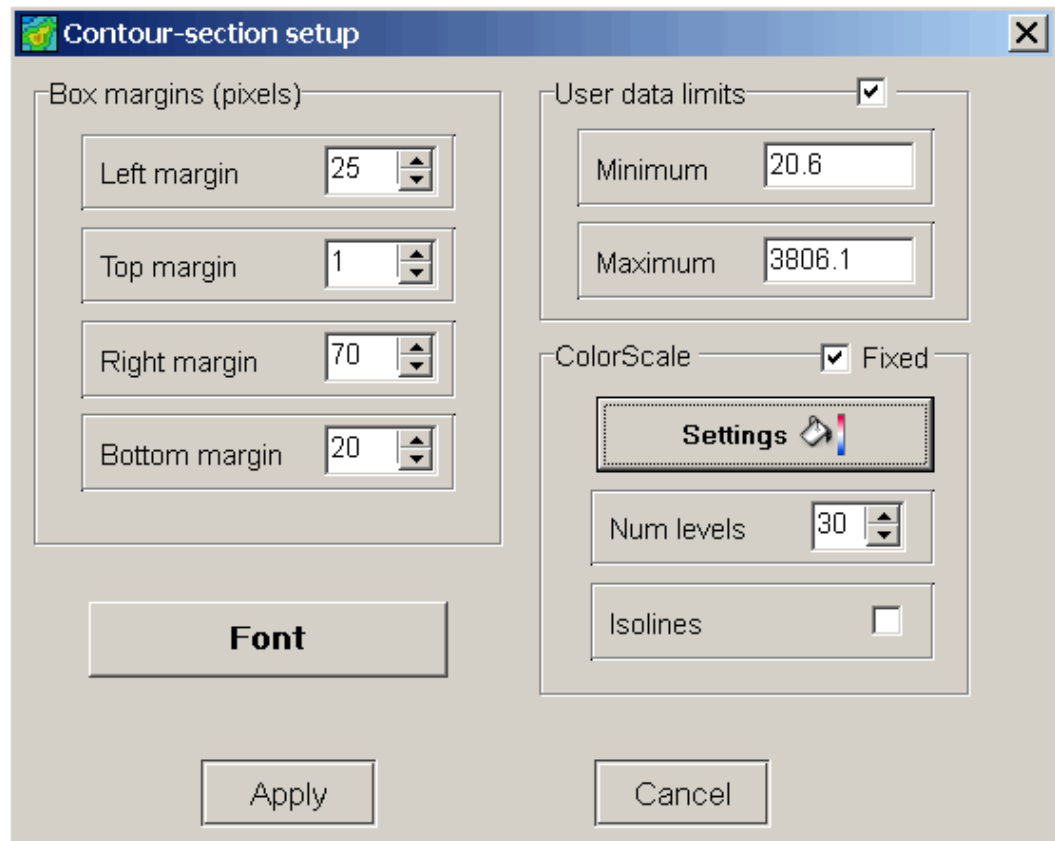 Contour-section setup
Box margins (pixels)
Left margin 25
Top margin 1
Right margin 70
Bottom margin 20
Font
User data limits
Minimum 20.6
Maximum 3806.1
ColorScale Fixed
Settings
Num levels 30
Isolines
Apply Cancel